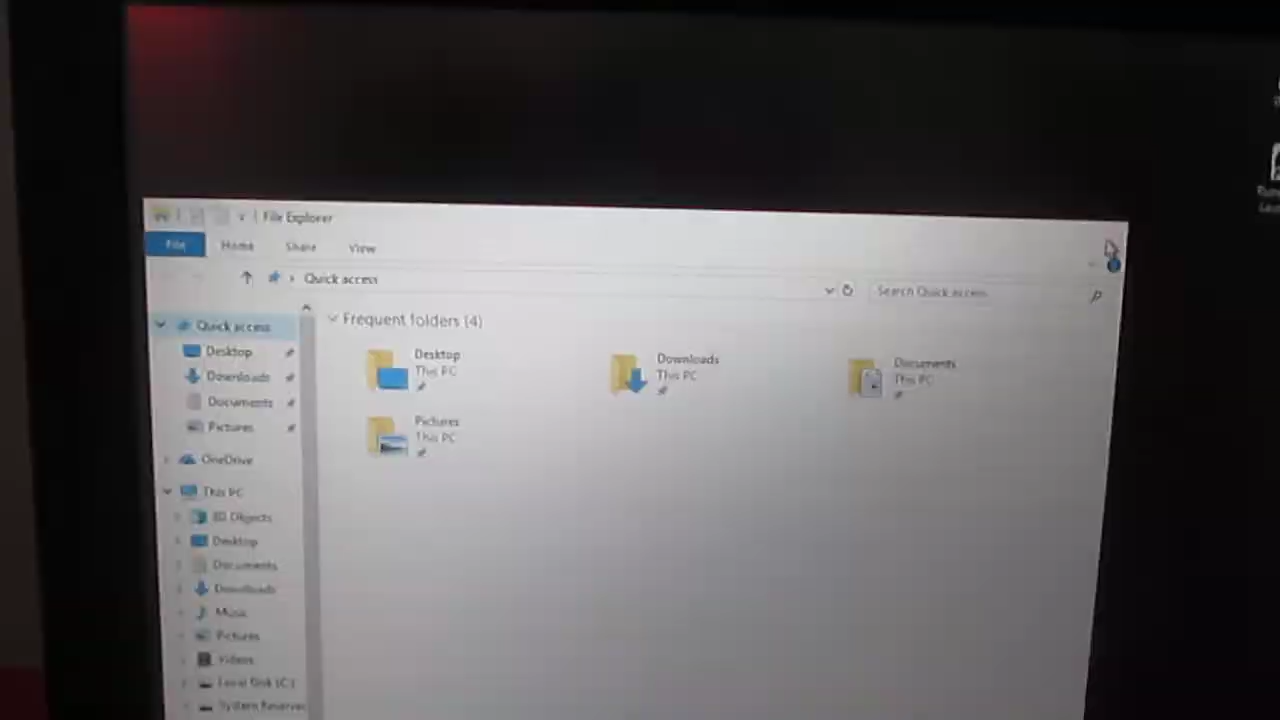 File Explorer
File Home Share View
Quick access
Search Quick access
Quick access
Desktop
Downloads
Documents
Pictures
OneDrive
This PC
3D Objects
Desktop
Documents
Downloads
Music
Pictures
Videos
Local Disk (C:)
System Reserve
Frequent folders (4)
Desktop
This PC
Downloads
This PC
Documents
This PC
Pictures
This PC